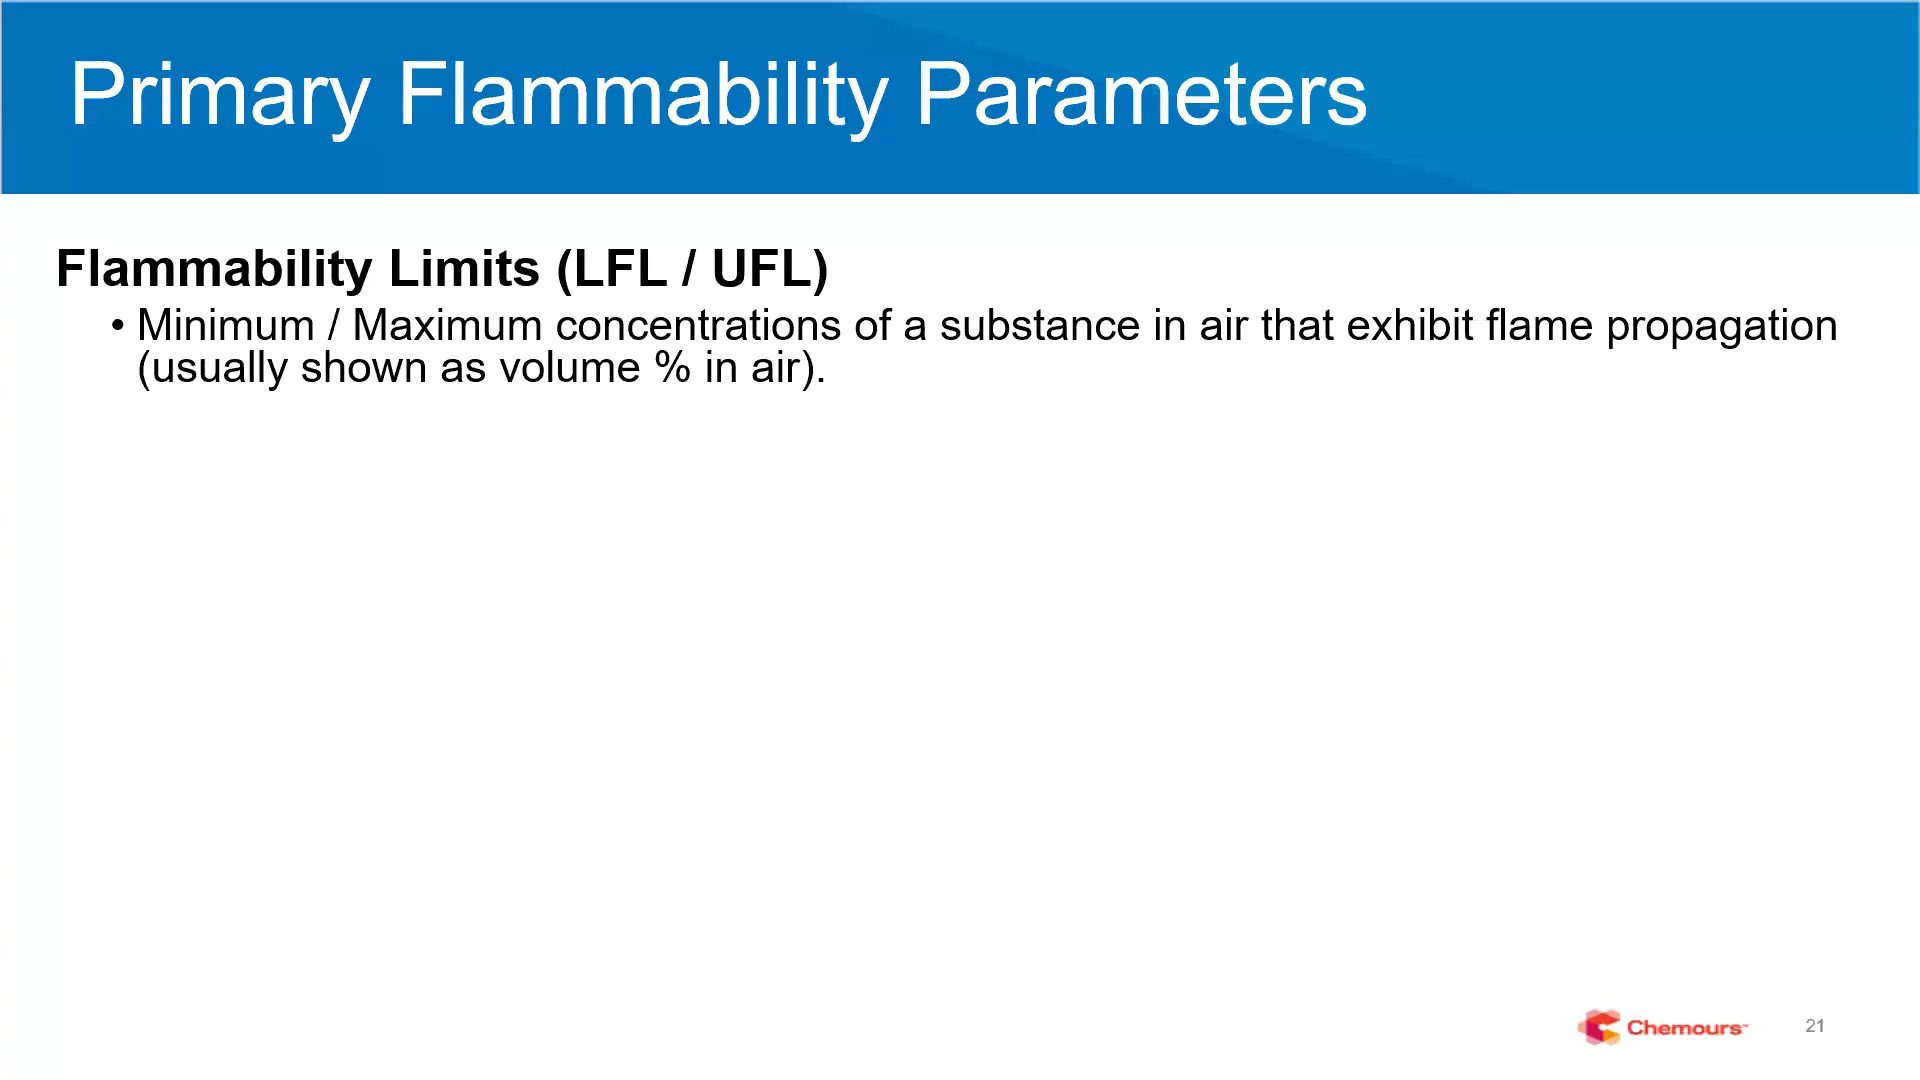 Primary Flammability Parameters
Flammability Limits (LFL / UFL)
• Minimum / Maximum concentrations of a substance in air that exhibit flame propagation
(usually shown as volume % in air).
Chemours™
21